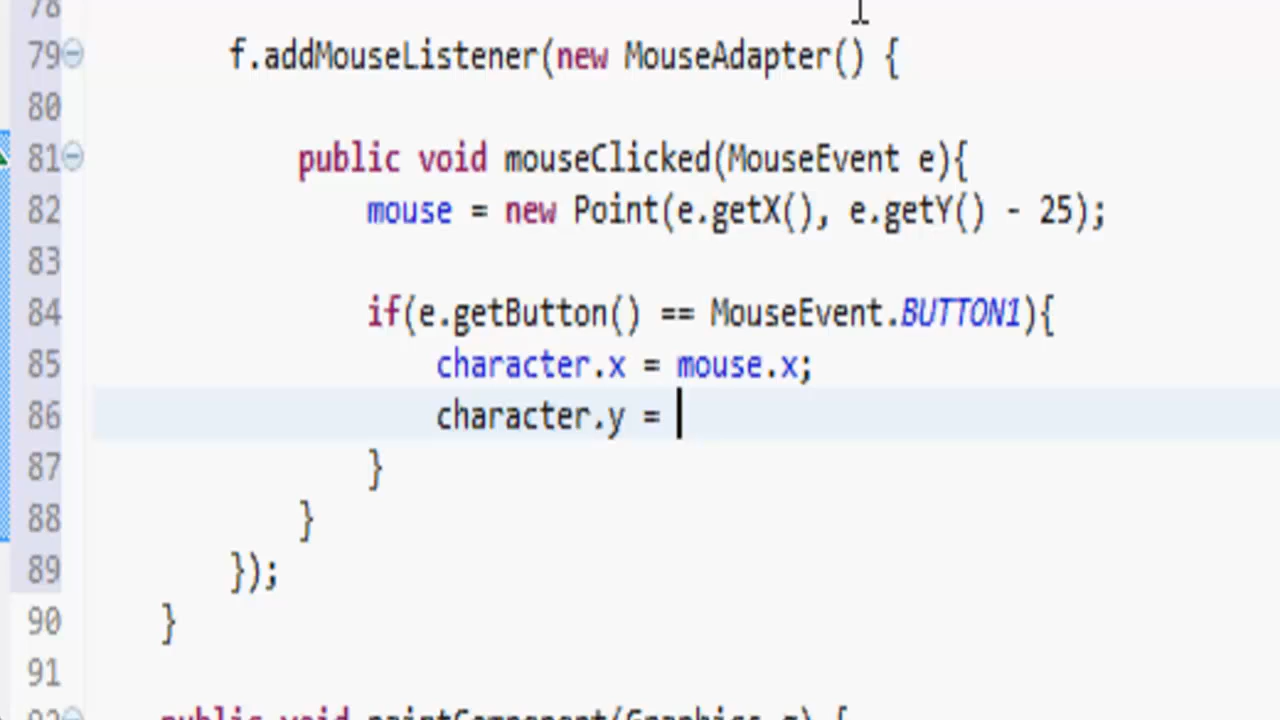 78
79 f.addMouseListener(new MouseAdapter() {
80
81 public void mouseClicked(MouseEvent e){
82 mouse = new Point(e.getX(), e.getY() - 25);
83
84 if(e.getButton() == MouseEvent.BUTTON1){
85 character.x = mouse.x;
86 character.y =
87 }
88 }
89 });
90 }
91
92 public void paintComponent(Graphics g) {